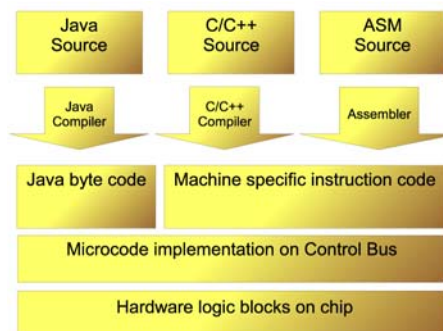 Java
Source
C/C++
Source
ASM
Source
Java
Compiler
C/C++
Compiler
Assembler
Java byte code
Machine specific instruction code
Microcode implementation on Control Bus
Hardware logic blocks on chip